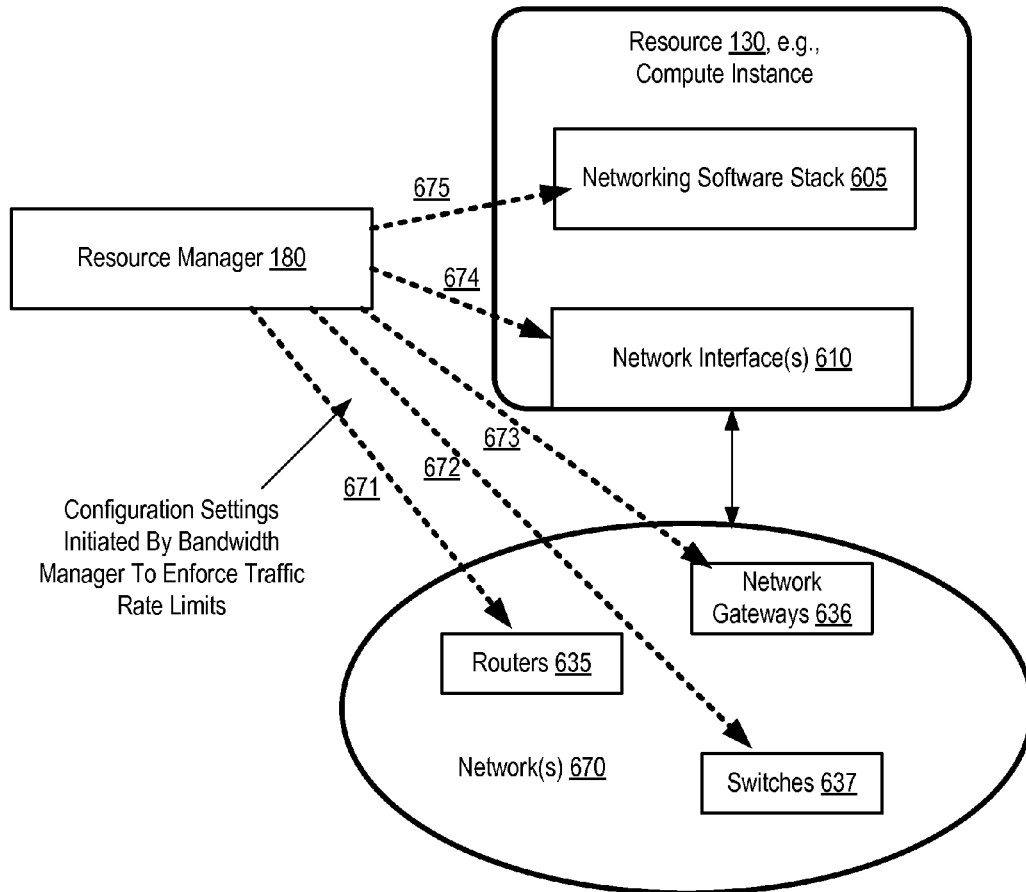 Resource 130, e.g.,
Compute Instance
Networking Software Stack 605
675
Resource Manager 180
674
Network Interface(s) 610
673
672
671
Configuration Settings
Initiated By Bandwidth
Manager To Enforce Traffic
Rate Limits
Network
Gateways 636
Routers 635
Network(s) 670
Switches 637